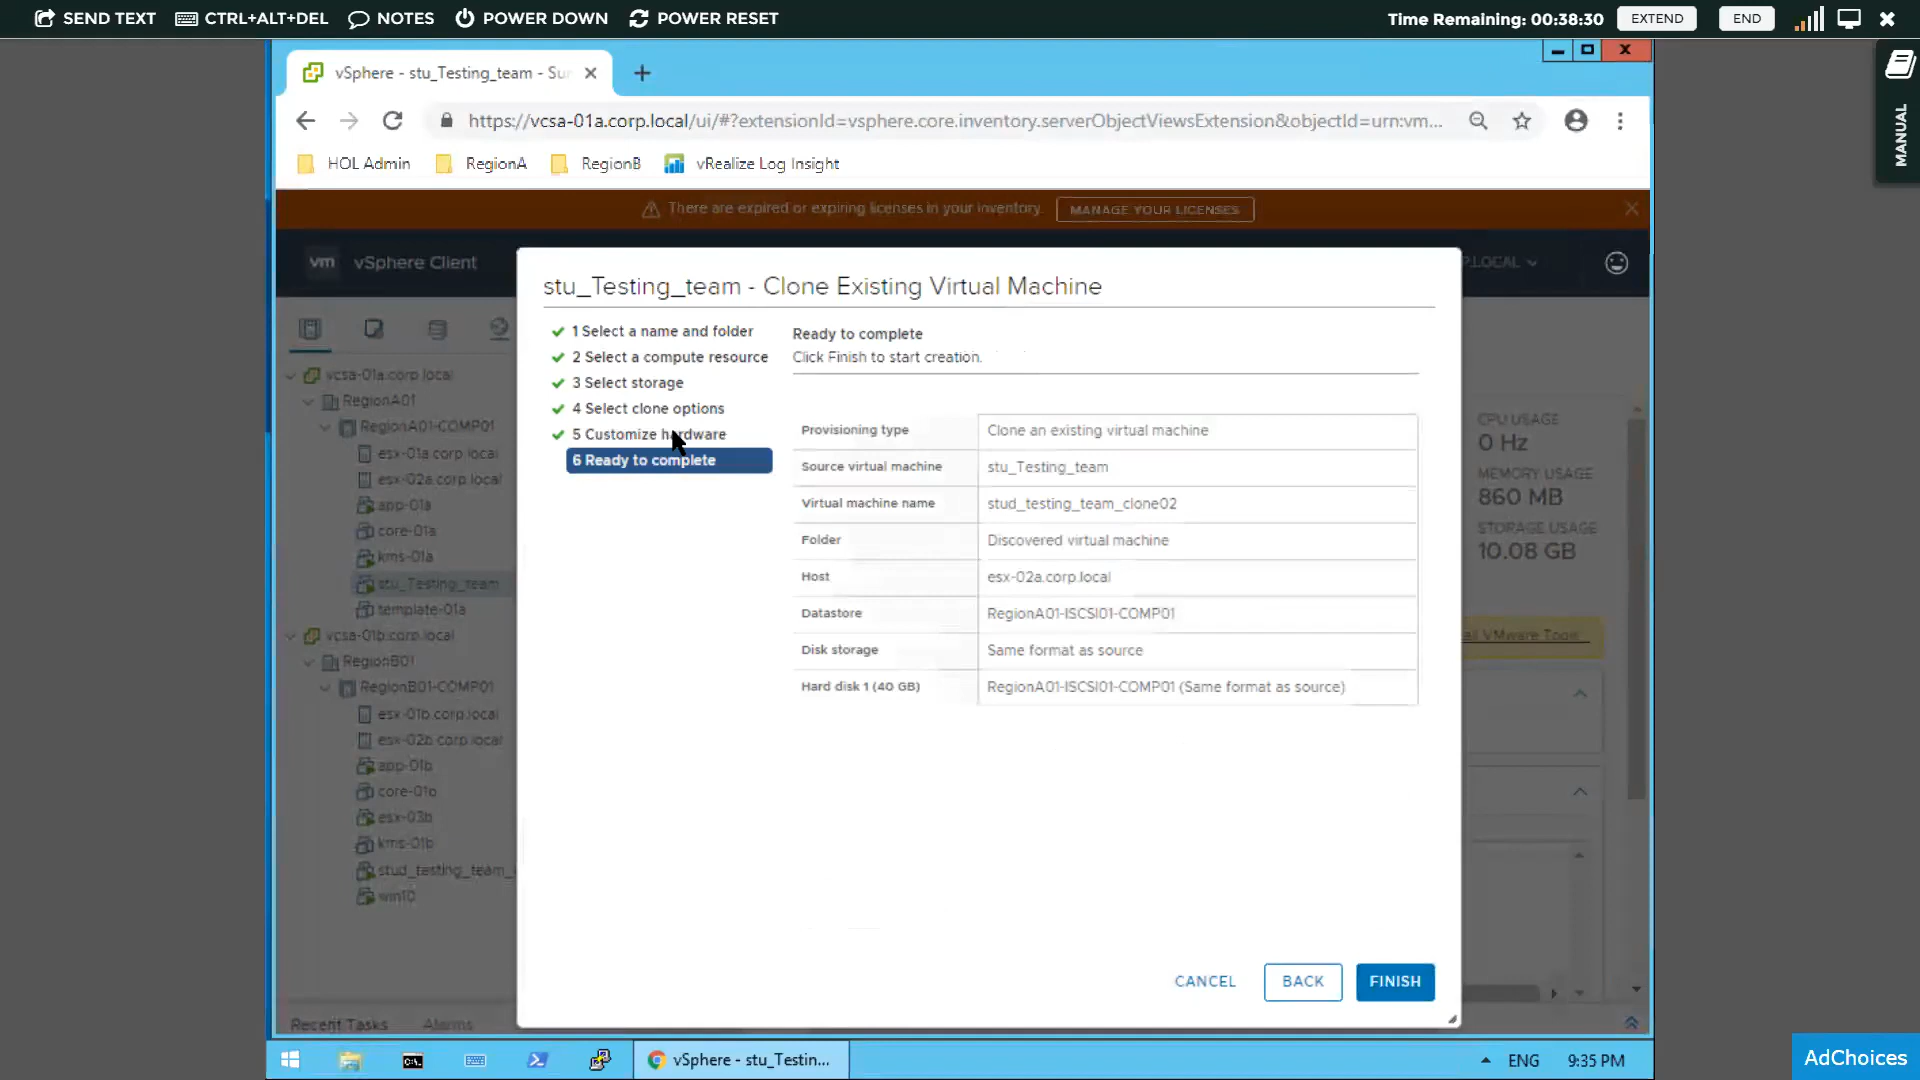 SEND TEXT CTRL+ALT+DEL NOTES POWER DOWN POWER RESET Time Remaining: 00:38:30 EXTEND END
MANUAL
vSphere - stu_Testing_team - Su
https://vcsa-01a.corp.local/ui/#?extensionId=vsphere.core.inventory.serverObjectViewsExtension&objectId=urn:vm...
HOL Admin RegionA RegionB vRealize Log Insight
There are expired or expiring licenses in your inventory. MANAGE YOUR LICENSES
vm vSphere Client P.LOCAL
stu_Testing_team - Clone Existing Virtual Machine
1 Select a name and folder
2 Select a compute resource
3 Select storage
4 Select clone options
5 Customize hardware
6 Ready to complete
Ready to complete
Click Finish to start creation.
Provisioning type Clone an existing virtual machine
Source virtual machine stu_Testing_team
Virtual machine name stud_testing_team_clone02
Folder Discovered virtual machine
Host esx-02a.corp.local
Datastore RegionA01-ISCSI01-COMP01
Disk storage Same format as source
Hard disk 1 (40 GB) RegionA01-ISCSI01-COMP01 (Same format as source)
CANCEL BACK FINISH
vcsa-01a.corp.local
RegionA01
RegionA01-COMP01
esx-01a.corp.local
esx-02a.corp.local
app-01a
core-01a
kms-01a
stu_Testing_team
template-01a
vcsa-01b.corp.local
RegionB01
RegionB01-COMP01
esx-01b.corp.local
esx-02b.corp.local
app-01b
core-01b
esx-03b
kms-01b
stud_testing_team_
win10
CPU USAGE
0 Hz
MEMORY USAGE
860 MB
STORAGE USAGE
10.08 GB
all VMware Tools...
Recent Tasks Alarms
vSphere - stu_Testin...
ENG 9:35 PM
AdChoices